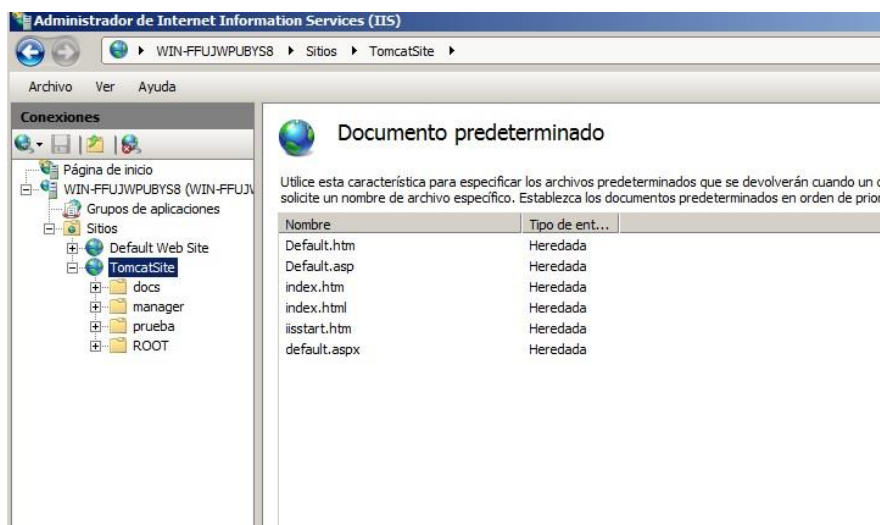 Administrador de Internet Information Services (IIS)
WIN-FFUJWPUBYS8 Sitios TomcatSite
Archivo Ver Ayuda
Conexiones
Página de inicio
WIN-FFUJWPUBYS8 (WIN-FFUJW
Grupos de aplicaciones
Sitios
Default Web Site
TomcatSite
docs
manager
prueba
ROOT
Documento predeterminado
Utilice esta característica para especificar los archivos predeterminados que se devolverán cuando un
solicite un nombre de archivo específico. Establezca los documentos predeterminados en orden de prior
Nombre Tipo de ent...
Default.htm Heredada
Default.asp Heredada
index.htm Heredada
index.html Heredada
iisstart.htm Heredada
default.aspx Heredada